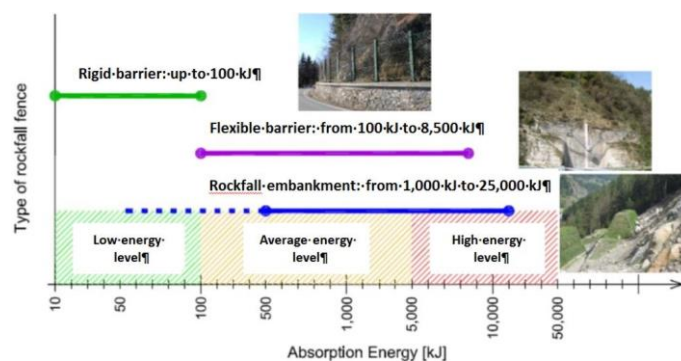 Rigid·barrier:·up·to·100·kJ¶
Flexible·barrier:·from·100·kJ·to·8,500·kJ¶
Rockfall·embankment:·from·1,000·kJ·to·25,000·kJ¶
Type of rockfall fence
Low·energy·
level¶
Average·energy·
level¶
High·energy·
level¶
10
50
100
500
1,000
5,000
10,000
50,000
Absorption Energy [kJ]